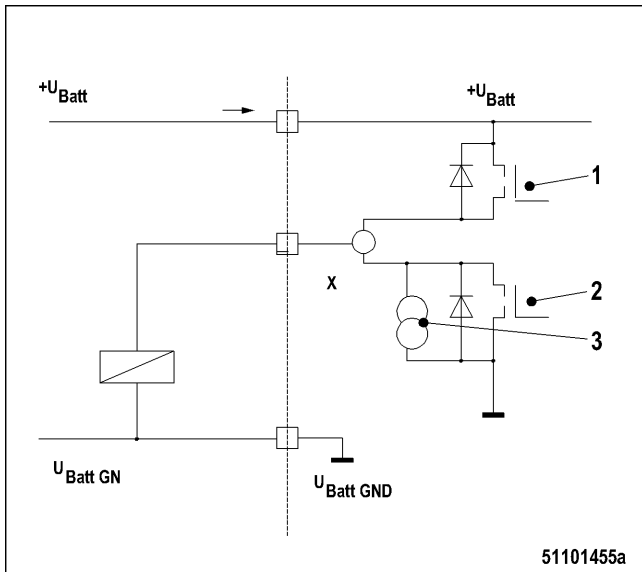 +UBatt
+UBatt
1
X
2
3
UBatt GN
UBatt GND
51101455a